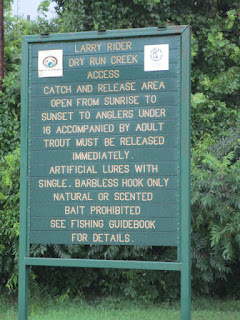 LARRY RIDER
DRY RUN CREEK
ACCESS
CATCH AND RELEASE AREA
OPEN FROM SUNRISE TO
SUNSET TO ANGLERS UNDER
16 ACCOMPANIED BY ADULT
TROUT MUST BE RELEASED
IMMEDIATELY.
ARTIFICIAL LURES WITH
SINGLE, BARBLESS HOOK ONLY
NATURAL OR SCENTED
BAIT PROHIBITED
SEE FISHING GUIDEBOOK
FOR DETAILS.